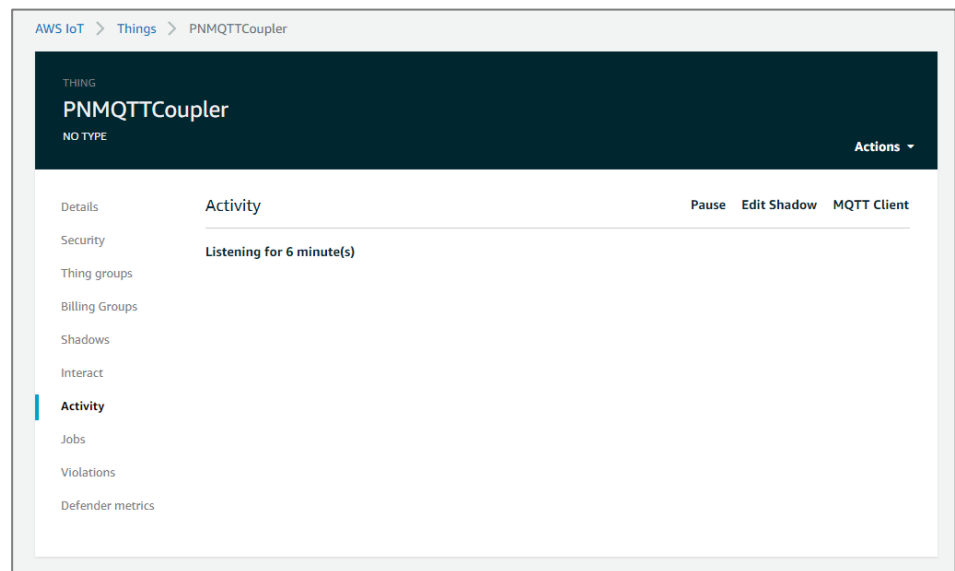 AWS IoT > Things > PNMQTTCoupler
THING
PNMQTTCoupler
NO TYPE
Actions
Details
Security
Thing groups
Billing Groups
Shadows
Interact
Activity
Jobs
Violations
Defender metrics
Activity
Pause Edit Shadow MQTT Client
Listening for 6 minute(s)